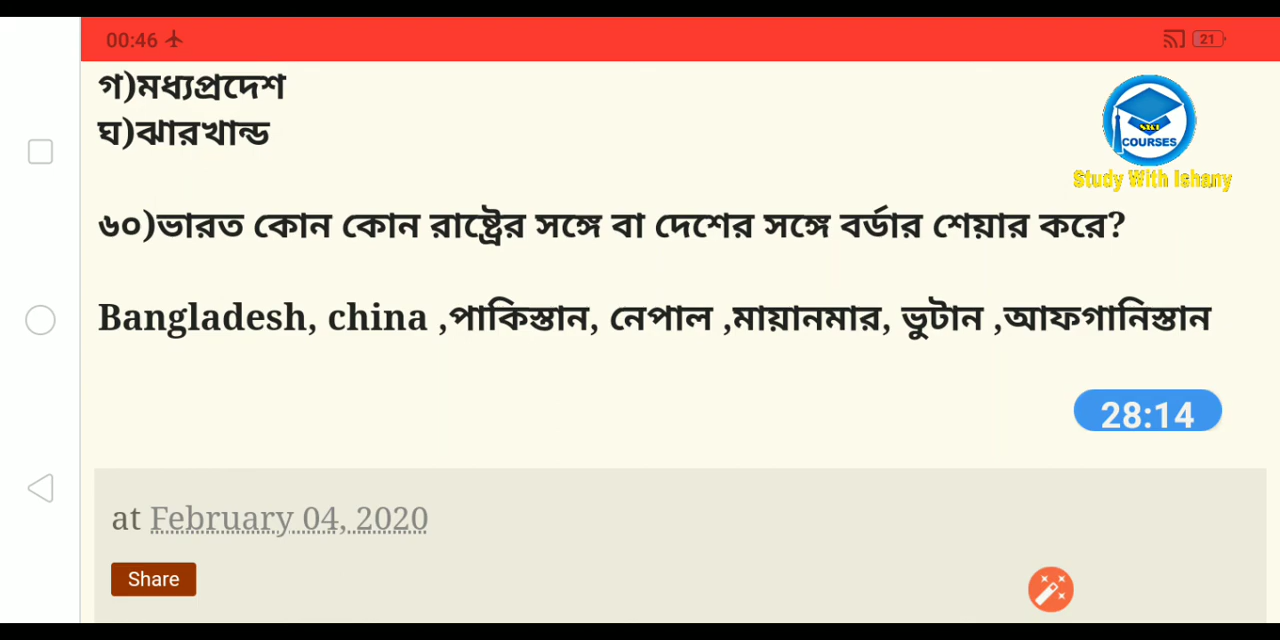 00:46
21
গ)মধ্যপ্রদেশ
ঘ)ঝারখান্ড
COURSES
Study With Ishany
৬০)ভারত কোন কোন রাষ্ট্রের সঙ্গে বা দেশের সঙ্গে বর্ডার শেয়ার করে?
Bangladesh, china ,পাকিস্তান, নেপাল ,মায়ানমার, ভুটান ,আফগানিস্তান
28:14
at February 04, 2020
Share